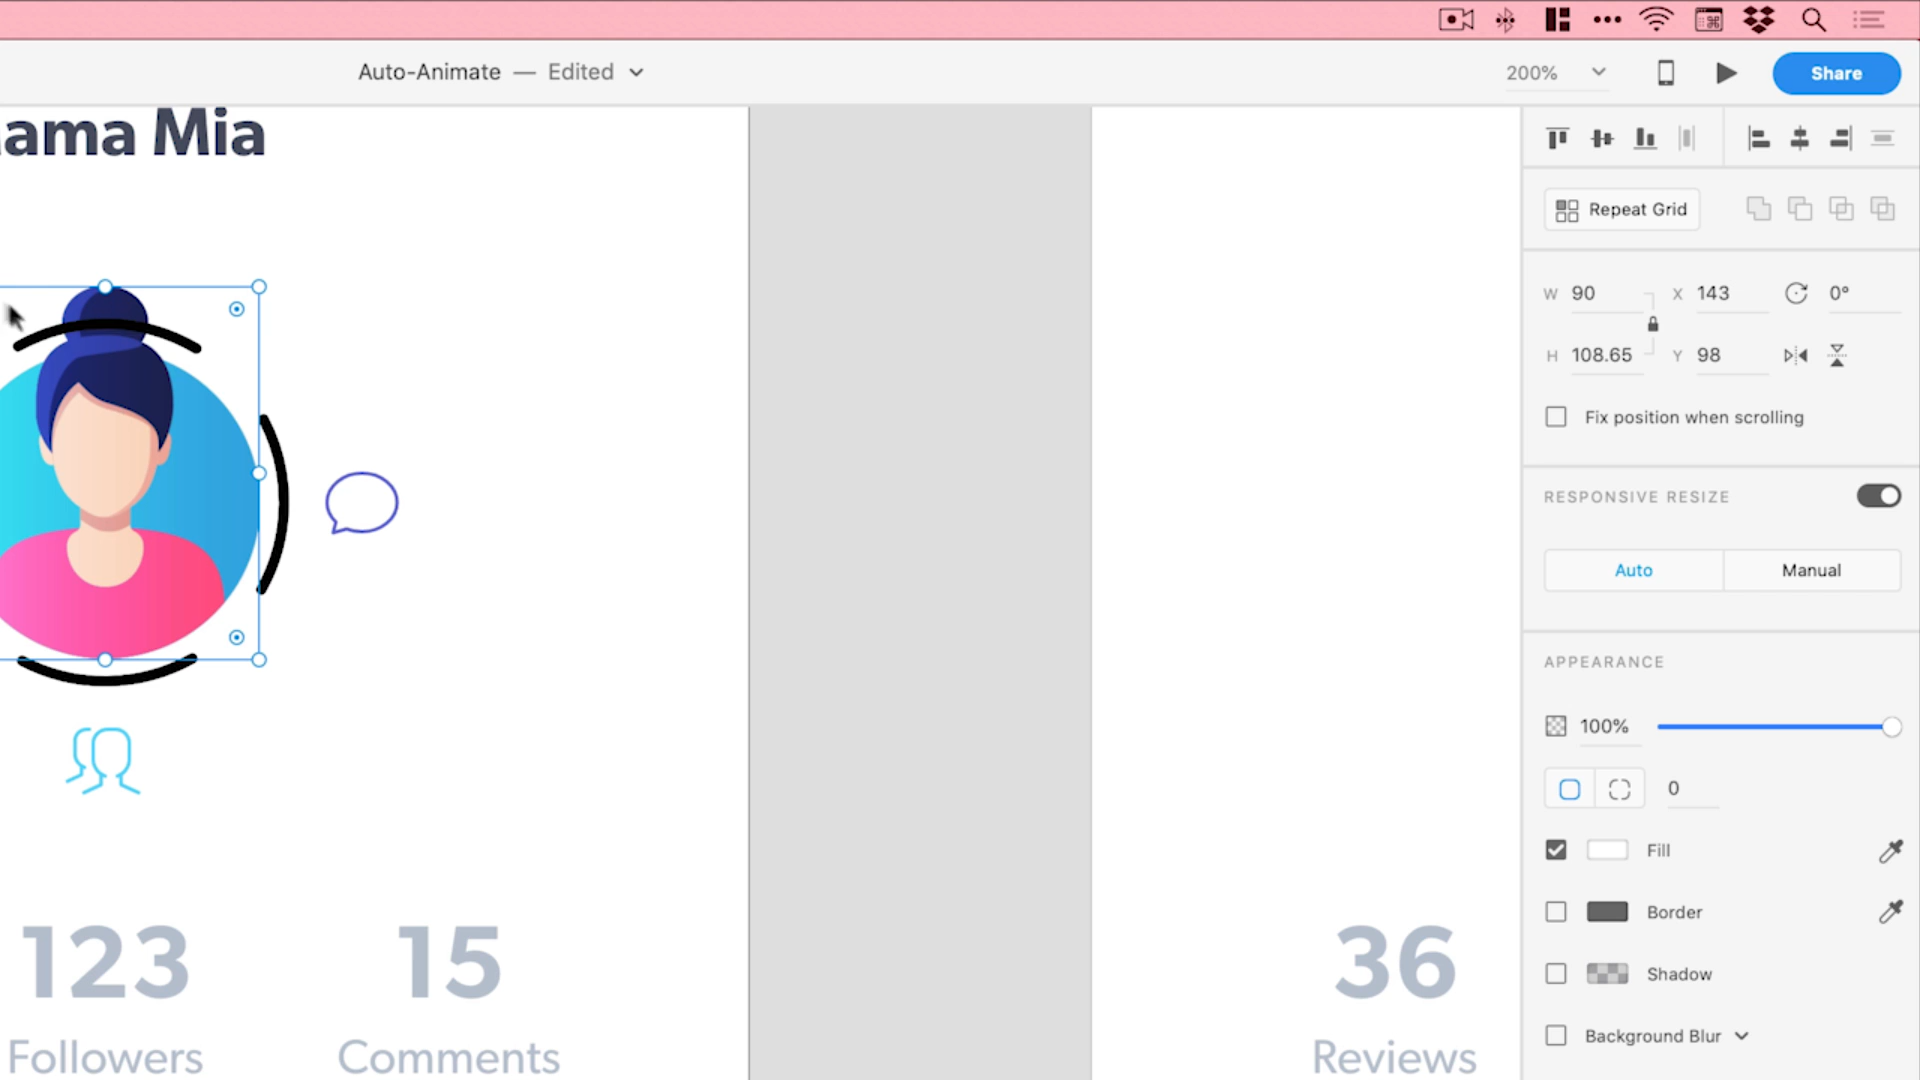 Auto-Animate — Edited
200%
Share
ama Mia
Repeat Grid
W 90 X 143 0°
H 108.65 Y 98
Fix position when scrolling
RESPONSIVE RESIZE
Auto Manual
APPEARANCE
100%
0
Fill
Border
Shadow
Background Blur
123 15 36
Followers Comments Reviews